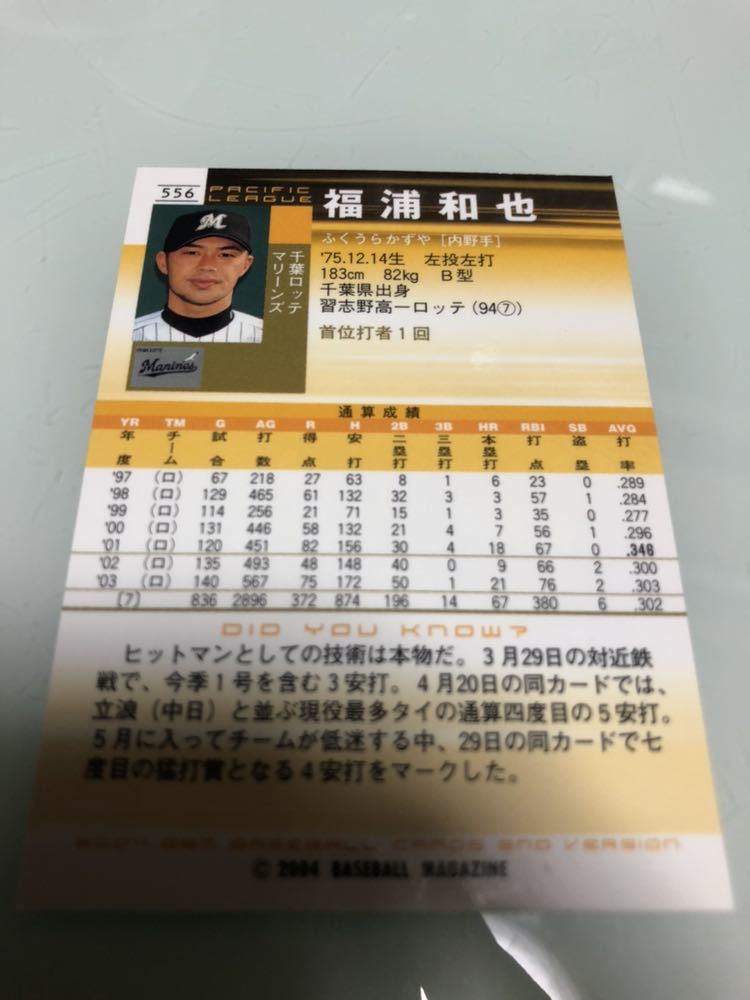 556
PACIFIC
LEAGUE
福浦和也
ふくうらかずや [内野手]
'75.12.14生 左投左打
183cm 82kg B型
千葉県出身
習志野高ーロッテ (94⑦)
首位打者1回
千葉ロッテ
マリーンズ
M
Marines
通算成績
YR TM G AG R H 2B 3B HR RBI SB AVG
年度 チーム 試合 打数 得点 安打 二塁打 三塁打 本塁打 打点 盗塁 打率
'97 (ロ) 67 218 27 63 8 1 6 23 0 .289
'98 (ロ) 129 465 61 132 32 3 3 57 1 .284
'99 (ロ) 114 256 21 71 15 1 3 35 0 .277
'00 (ロ) 131 446 58 132 21 4 7 56 1 .296
'01 (ロ) 120 451 82 156 30 4 18 67 0 .346
'02 (ロ) 135 493 48 148 40 0 9 66 2 .300
'03 (ロ) 140 567 75 172 50 1 21 76 2 .303
[7] 836 2896 372 874 196 14 67 380 6 .302
DID YOU KNOW?
ヒットマンとしての技術は本物だ。3月29日の対近鉄
戦で、今季1号を含む3安打。4月20日の同カードでは、
立浪（中日）と並ぶ現役最多タイの通算四度目の5安打。
5月に入ってチームが低迷する中、29日の同カードで七
度目の猛打賞となる4安打をマークした。
2004 BBM BASEBALL CARDS 2ND VERSION
© 2004 BASEBALL MAGAZINE